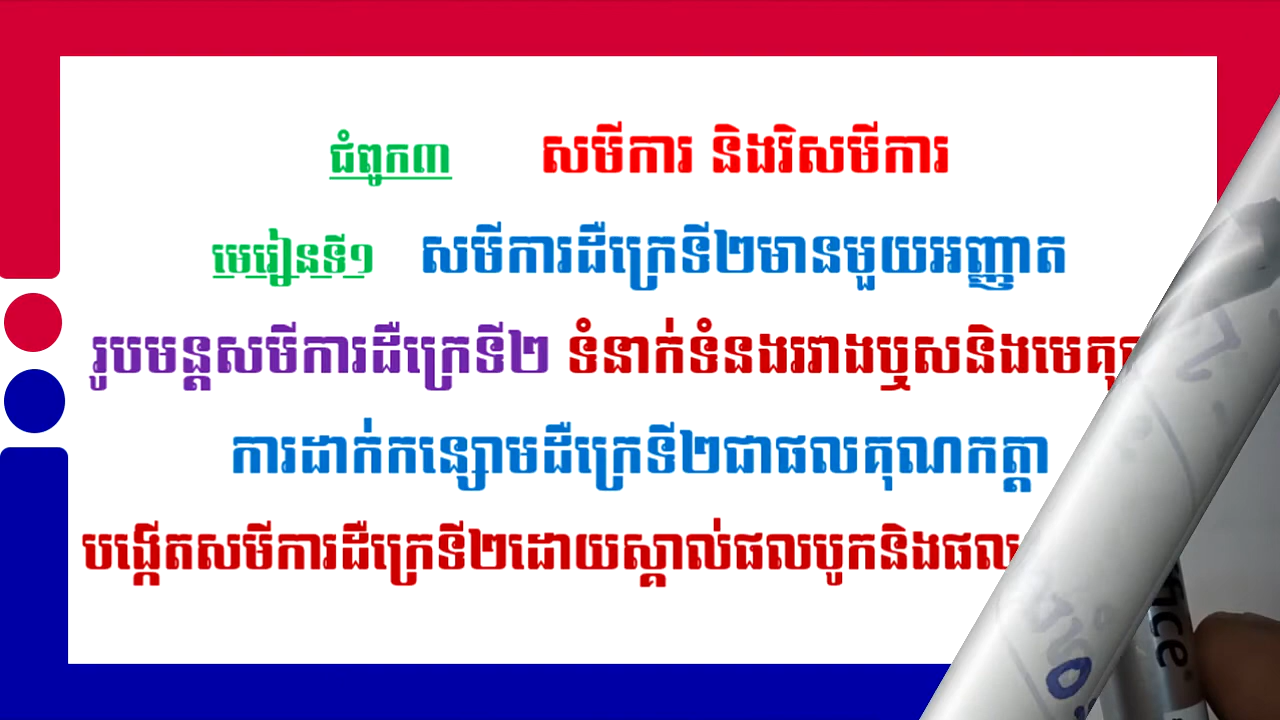 ជំពូក៣ សមីការ និងវិសមីការ
មេរៀនទី១ សមីការដឺក្រេទី២មានមួយអញ្ញាត
រូបមន្តសមីការដឺក្រេទី២ ទំនាក់ទំនងរវាងឬសនិងមេគុ
ការដាក់កន្សោមដឺក្រេទី២ជាផលគុណកត្តា
បង្កើតសមីការដឺក្រេទី២ដោយស្គាល់ផលបូកនិងផល